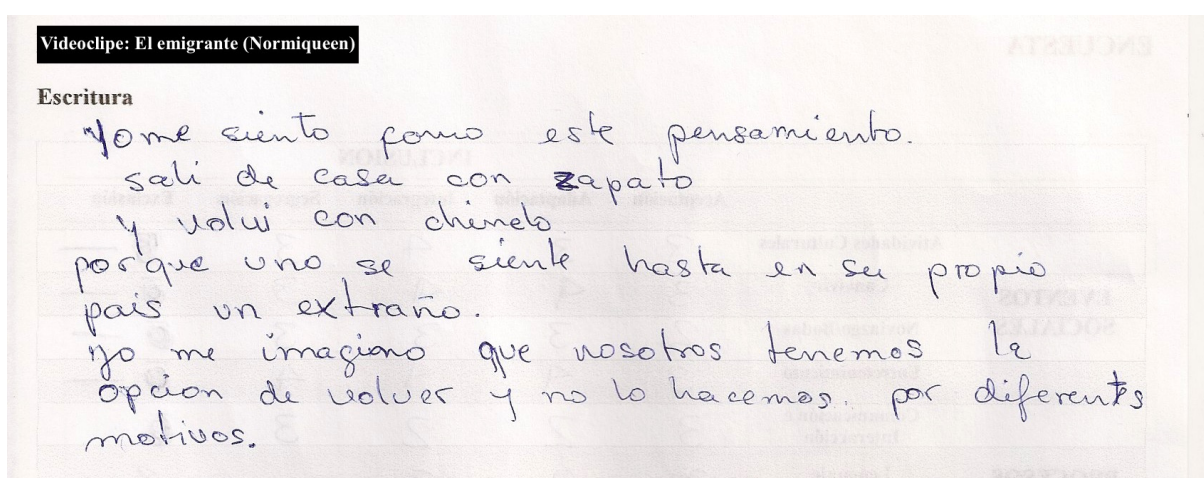 Videoclipe: El emigrante (Normiqueen)
Escritura
Yo me siento como este pensamiento.
sali de casa con zapato
y volvi con chinelo
porque uno se siente hasta en su propio
pais un extraño.
yo me imagino que nosotros tenemos la
opcion de volver y no lo hacemos. por diferentes
motivos.